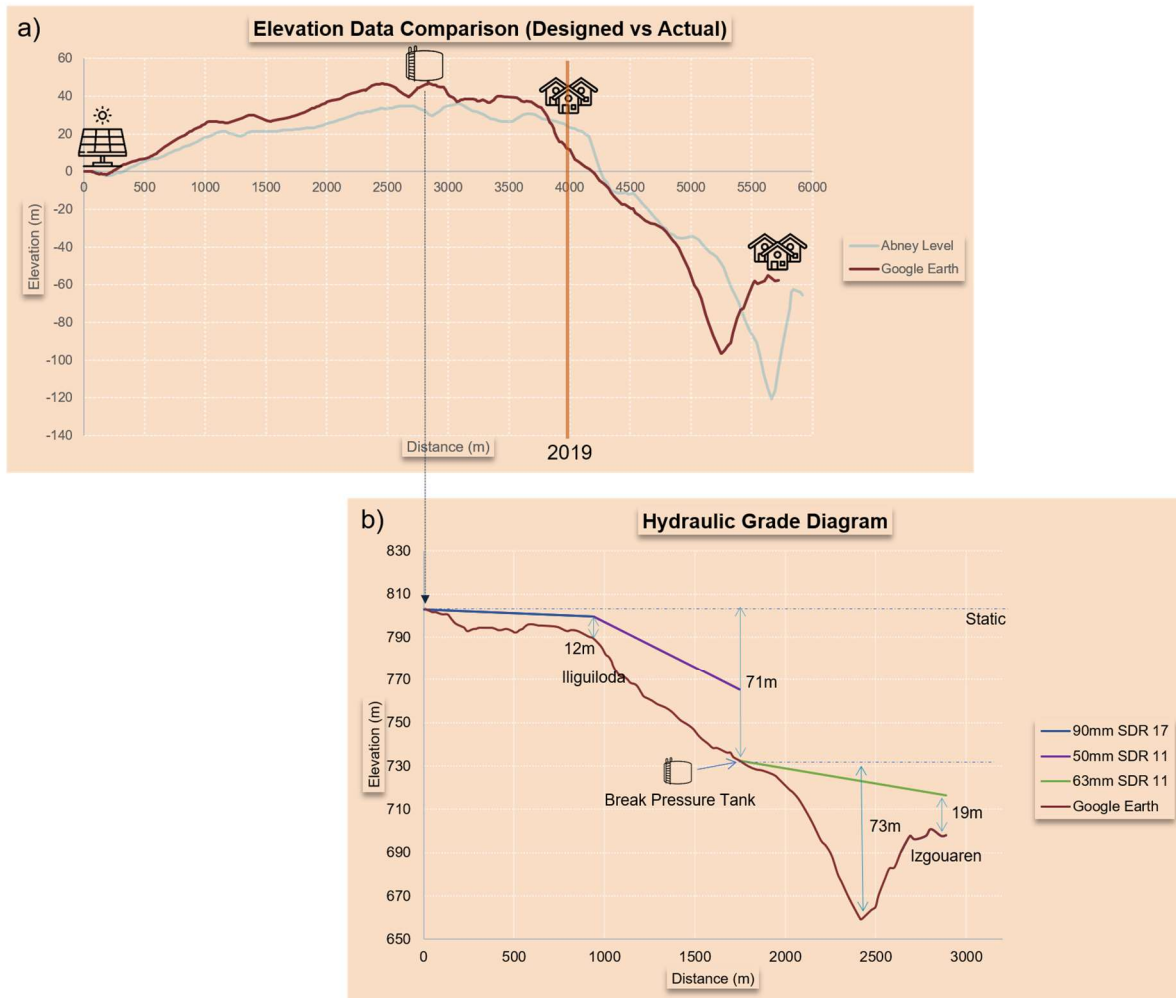 a)
Elevation Data Comparison (Designed vs Actual)
60
40
20
0
-20
-40
-60
-80
-100
-120
-140
0 500 1000 1500 2000 2500 3000 3500 4000 4500 5000 5500 6000
Elevation (m)
Distance (m)
2019
Abney Level
Google Earth
b)
Hydraulic Grade Diagram
830
810
790
770
750
730
710
690
670
650
0 500 1000 1500 2000 2500 3000
Elevation (m)
Distance (m)
Static
12m
Iliguiloda
71m
Break Pressure Tank
73m
19m
Izgouaren
90mm SDR 17
50mm SDR 11
63mm SDR 11
Google Earth